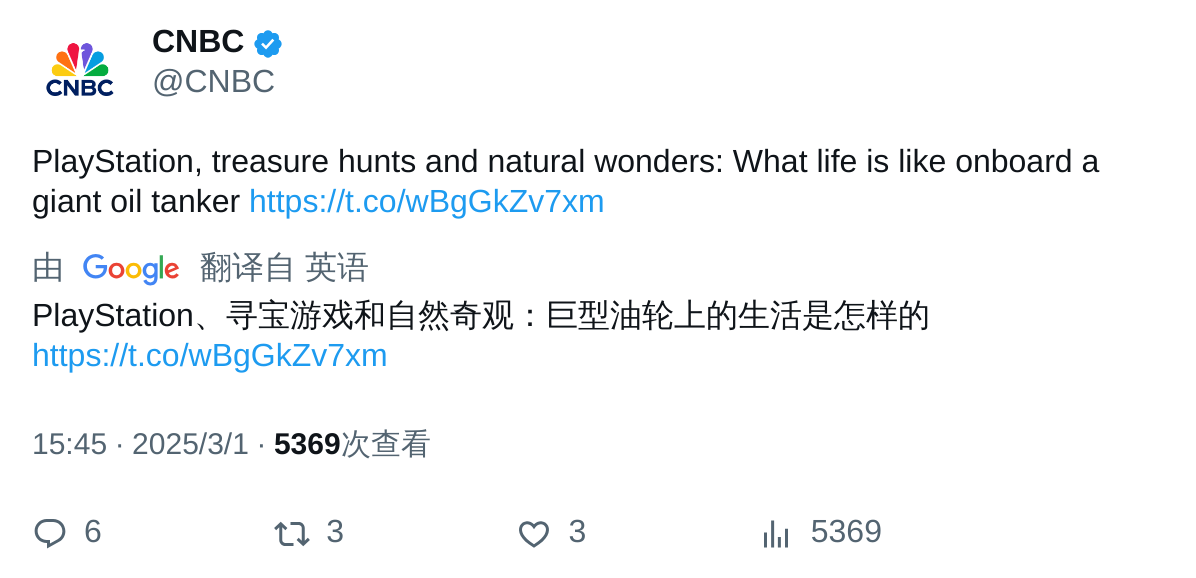 CNBC
CNBC
@CNBC
PlayStation, treasure hunts and natural wonders: What life is like onboard a
giant oil tanker https://t.co/wBgGkZv7xm
由 Google 翻译自 英语
PlayStation、寻宝游戏和自然奇观：巨型油轮上的生活是怎样的
https://t.co/wBgGkZv7xm
15:45 · 2025/3/1 · 5369次查看
6 3 3 5369